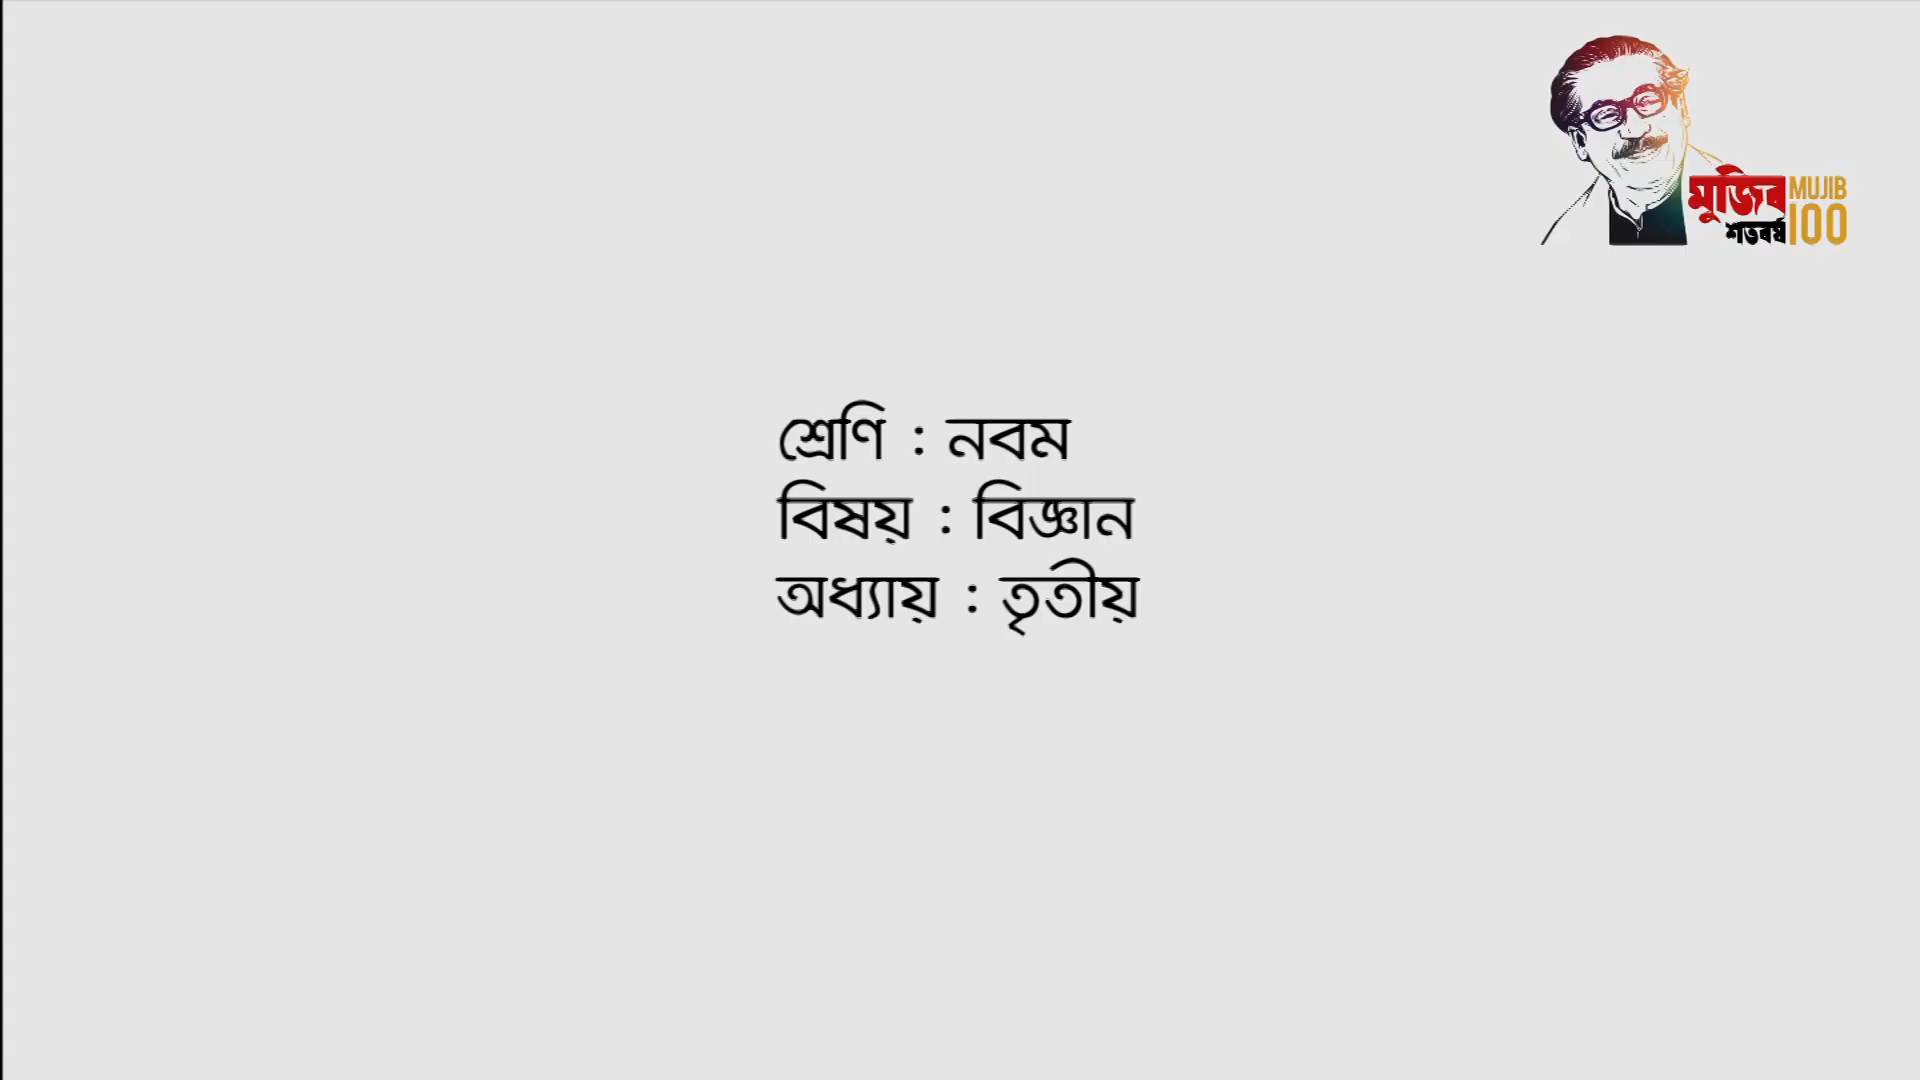 মুজিব MUJIB
শতবর্ষ 100
শ্রেণি : নবম
বিষয় : বিজ্ঞান
অধ্যায় : তৃতীয়